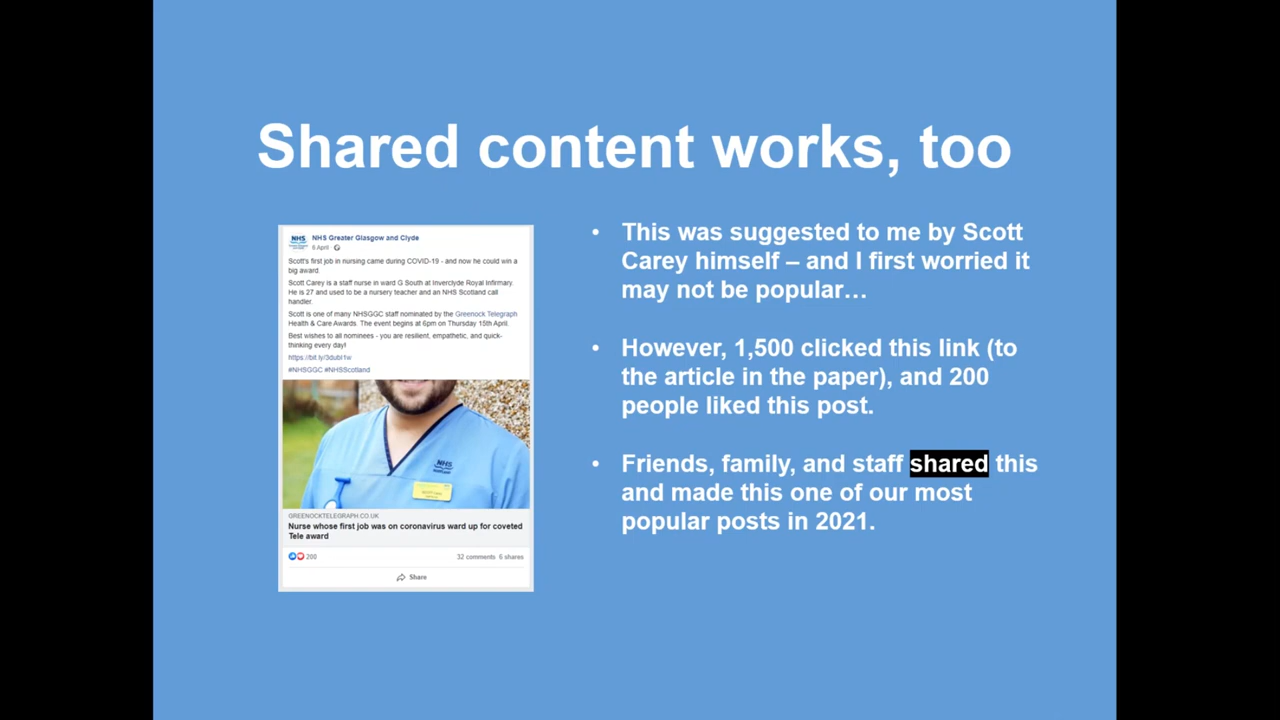 Shared content works, too
NHS
NHS Greater Glasgow and Clyde
6 April
Scott's first job in nursing came during COVID-19 - and now he could win a
big award.
Scott Carey is a staff nurse in ward G South at Inverclyde Royal Infirmary.
He is 27 and used to be a nursery teacher and an NHS Scotland call
handler.
Scott is one of many NHSGGC staff nominated by the Greenock Telegraph
Health & Care Awards. The event begins at 6pm on Thursday 15th April.
Best wishes to all nominees - you are resilient, empathetic, and quick-
thinking every day!
#NHSGGC #NHSScotland
NHS
GREENOCKTELEGRAPH.CO.UK
Nurse whose first job was on coronavirus ward up for coveted
Tele award
200
32 comments 6 shares
Share
• This was suggested to me by Scott
Carey himself – and I first worried it
may not be popular…
• However, 1,500 clicked this link (to
the article in the paper), and 200
people liked this post.
• Friends, family, and staff shared this
and made this one of our most
popular posts in 2021.